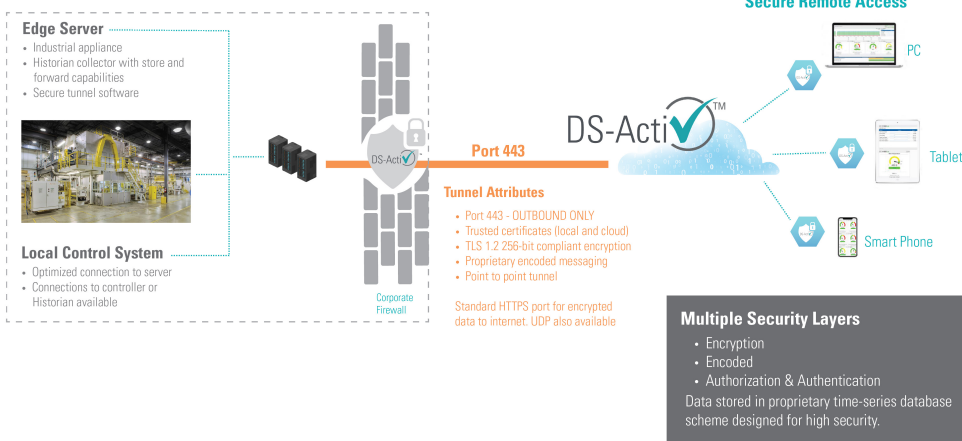 Secure Remote Access
Edge Server
• Industrial appliance
• Historian collector with store and
forward capabilities
• Secure tunnel software
Local Control System
• Optimized connection to server
• Connections to controller or
Historian available
DS-Activ
Corporate
Firewall
Port 443
Tunnel Attributes
• Port 443 - OUTBOUND ONLY
• Trusted certificates (local and cloud)
• TLS 1.2 256-bit compliant encryption
• Proprietary encoded messaging
• Point to point tunnel
Standard HTTPS port for encrypted
data to internet. UDP also available
DS-Activ™
PC
Tablet
Smart Phone
Multiple Security Layers
• Encryption
• Encoded
• Authorization & Authentication
Data stored in proprietary time-series database
scheme designed for high security.